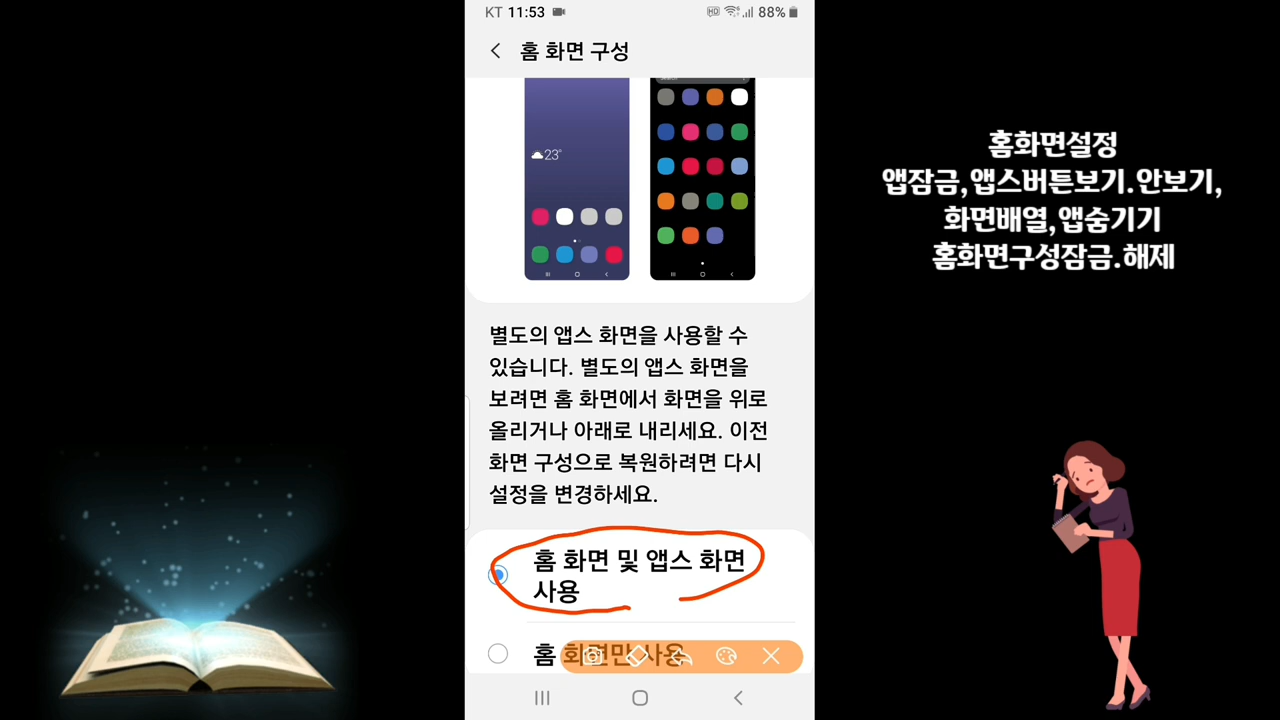 KT 11:53 HD 88%
홈 화면 구성
23°
별도의 앱스 화면을 사용할 수
있습니다. 별도의 앱스 화면을
보려면 홈 화면에서 화면을 위로
올리거나 아래로 내리세요. 이전
화면 구성으로 복원하려면 다시
설정을 변경하세요.
홈 화면 및 앱스 화면
사용
홈 화면만 사용
홈화면설정
앱잠금,앱스버튼보기.안보기,
화면배열,앱숨기기
홈화면구성잠금.해제